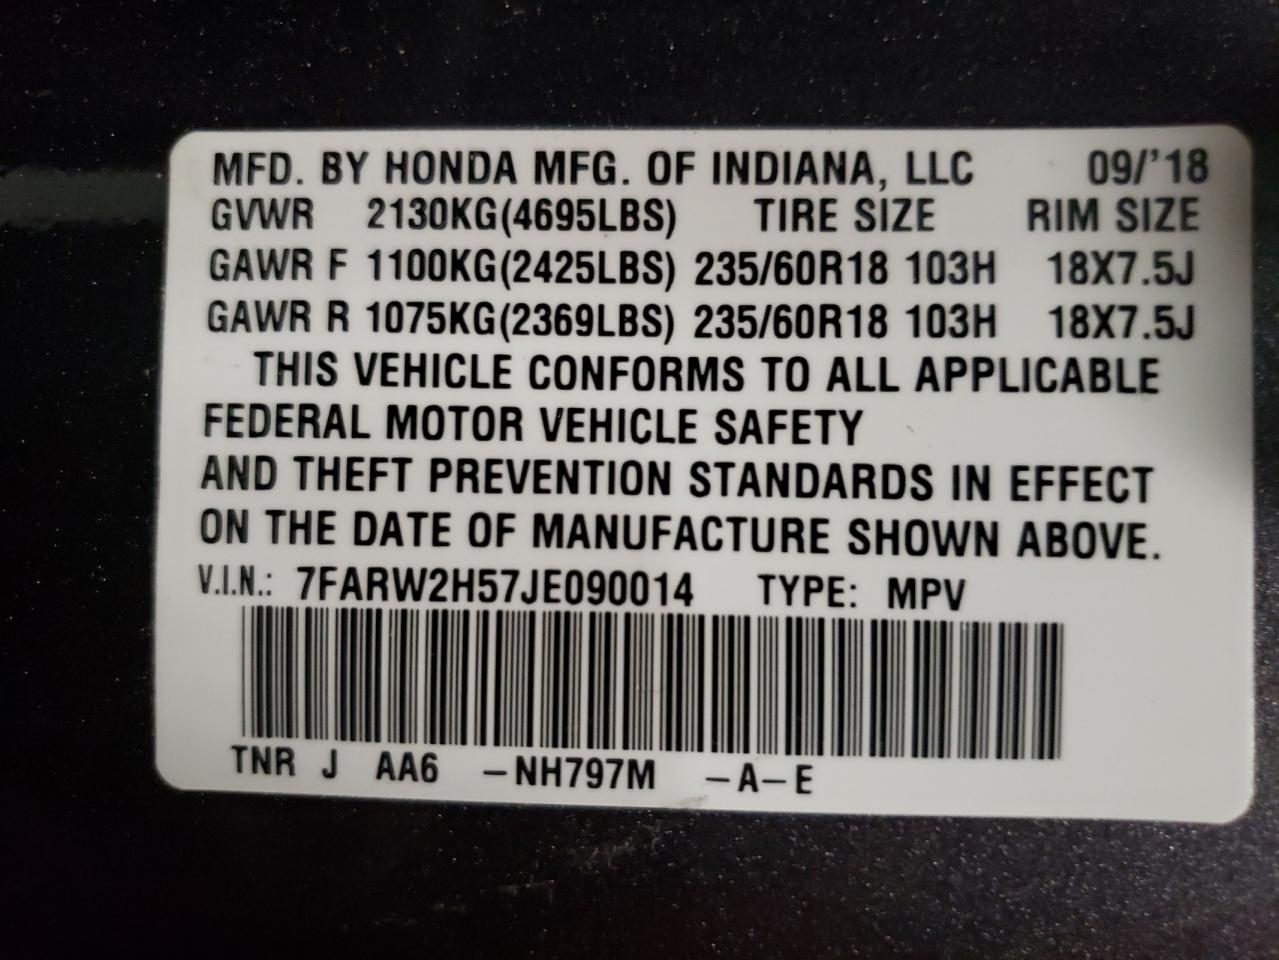 MFD. BY HONDA MFG. OF INDIANA, LLC 09/'18
GVWR 2130KG(4695LBS) TIRE SIZE RIM SIZE
GAWR F 1100KG(2425LBS) 235/60R18 103H 18X7.5J
GAWR R 1075KG(2369LBS) 235/60R18 103H 18X7.5J
THIS VEHICLE CONFORMS TO ALL APPLICABLE
FEDERAL MOTOR VEHICLE SAFETY
AND THEFT PREVENTION STANDARDS IN EFFECT
ON THE DATE OF MANUFACTURE SHOWN ABOVE.
V.I.N.: 7FARW2H57JE090014 TYPE: MPV
TNR J AA6 –NH797M –A–E